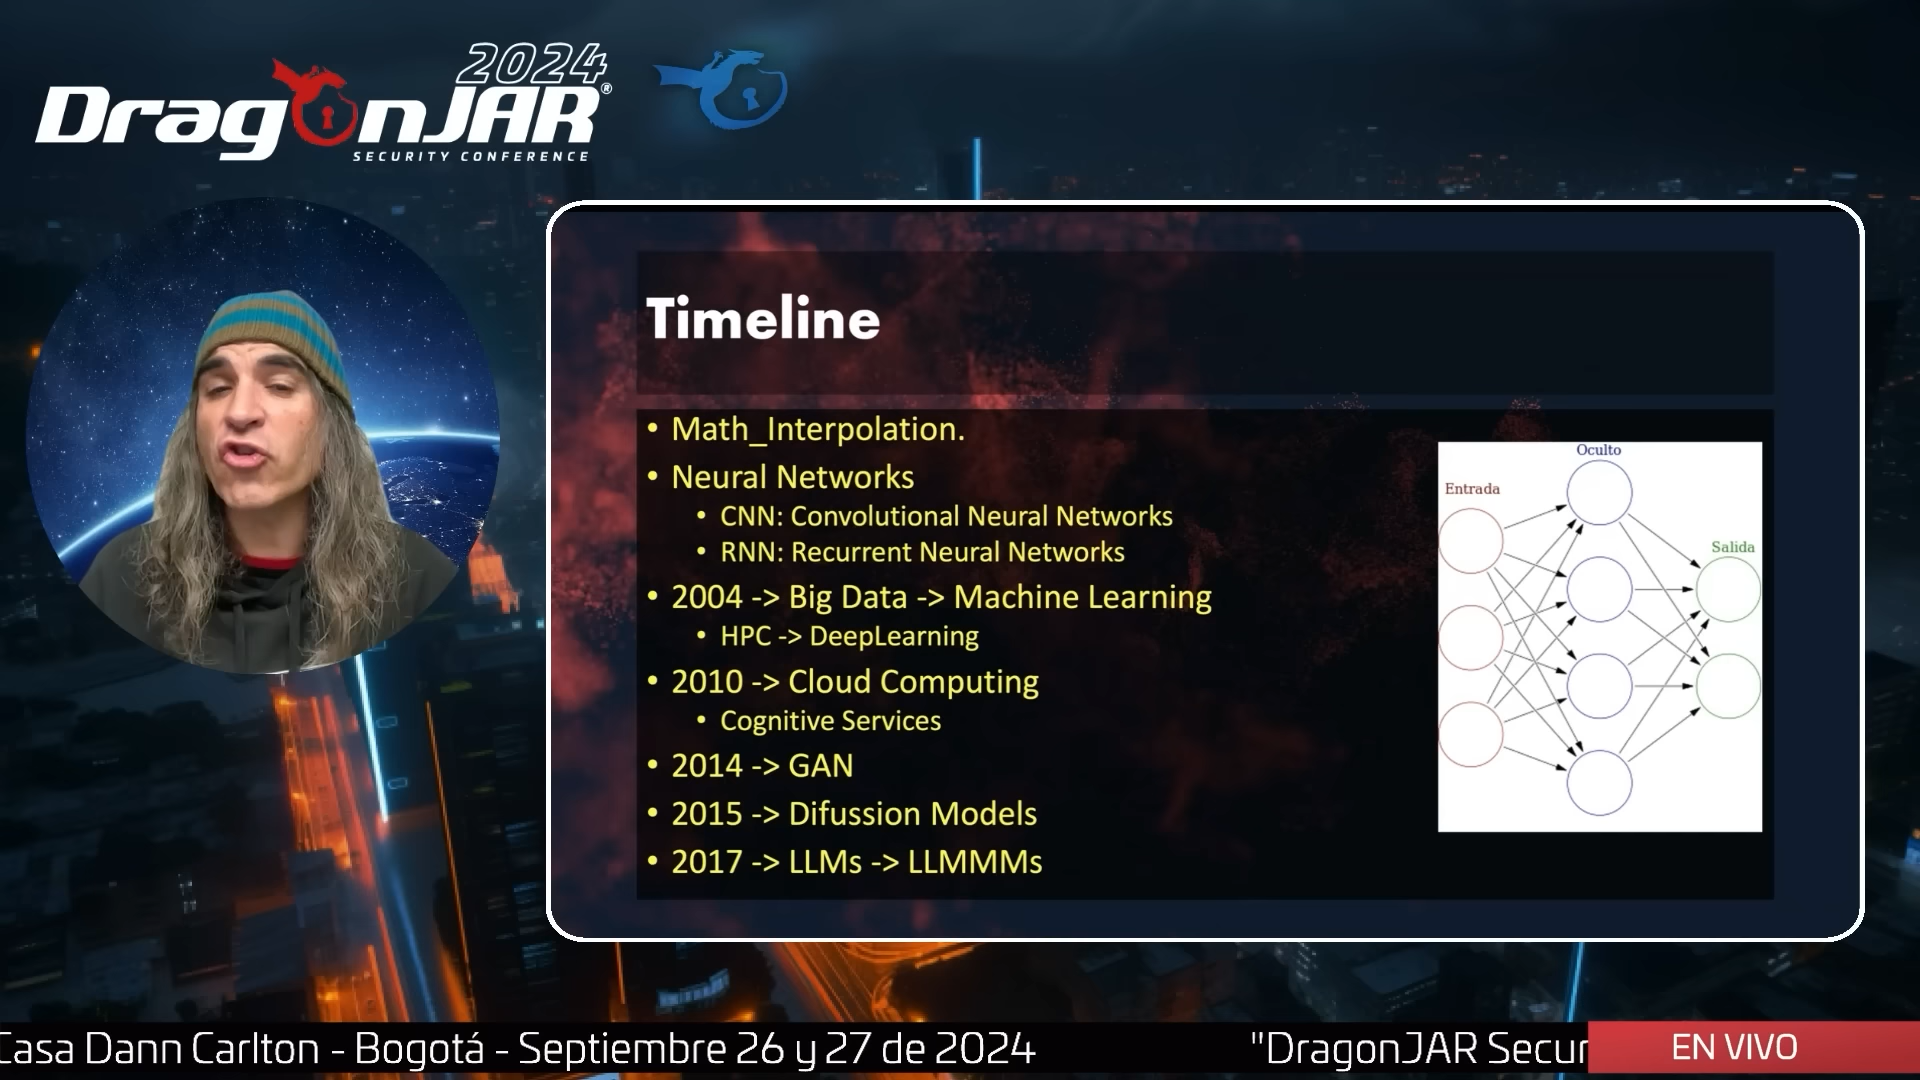 2024
DragonJAR®
SECURITY CONFERENCE
Timeline
• Math_Interpolation.
• Neural Networks
• CNN: Convolutional Neural Networks
• RNN: Recurrent Neural Networks
• 2004 -> Big Data -> Machine Learning
• HPC -> DeepLearning
• 2010 -> Cloud Computing
• Cognitive Services
• 2014 -> GAN
• 2015 -> Difussion Models
• 2017 -> LLMs -> LLMMMs
Oculto
Entrada
Salida
Casa Dann Carlton - Bogotá - Septiembre 26 y 27 de 2024 "DragonJAR Secur
EN VIVO